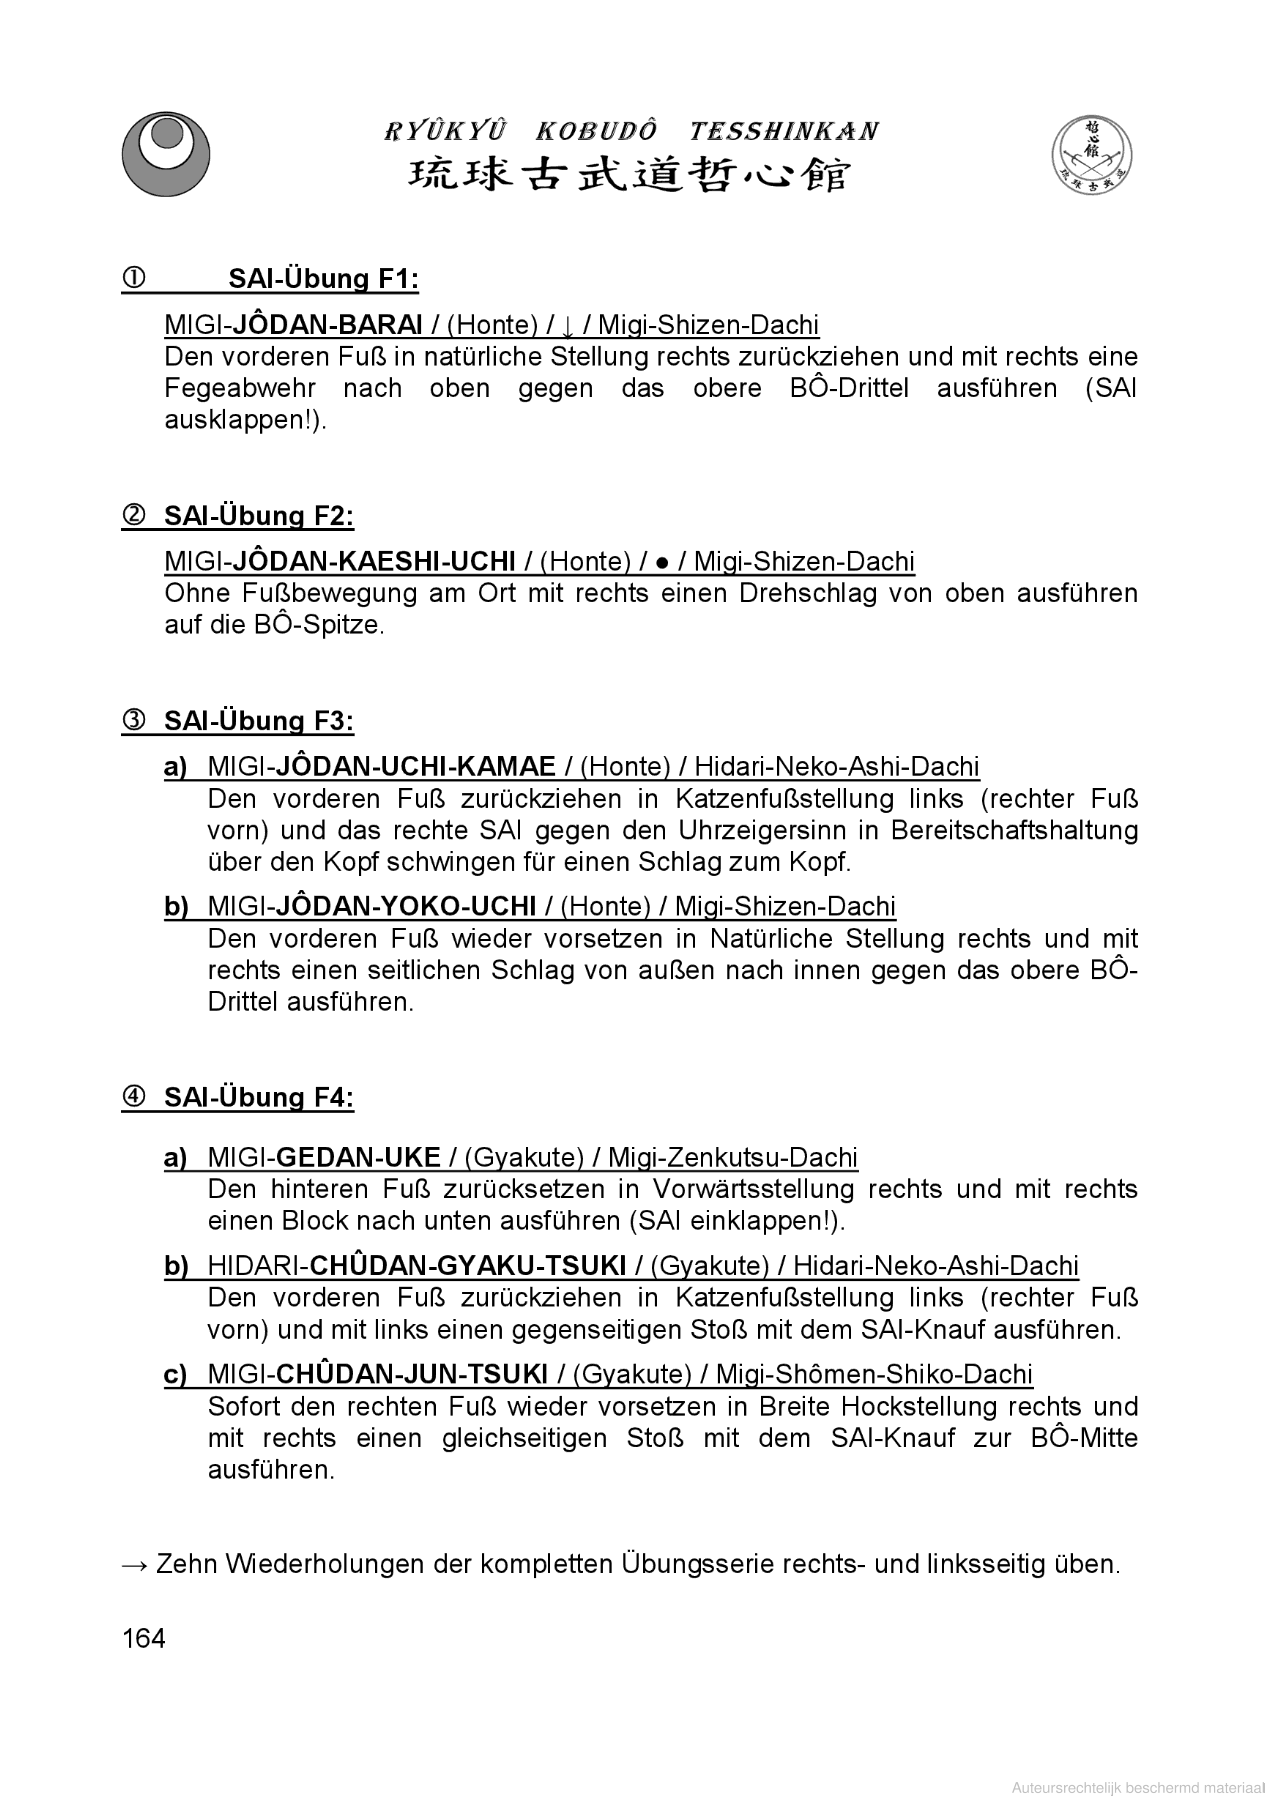 RYÛKYÛ KOBUDÔ TESSHINKAN
琉球古武道哲心館
哲心館
琉球古武道
① SAI-Übung F1:
MIGI-JÔDAN-BARAI / (Honte) / ↓ / Migi-Shizen-Dachi
Den vorderen Fuß in natürliche Stellung rechts zurückziehen und mit rechts eine
Fegeabwehr nach oben gegen das obere BÔ-Drittel ausführen (SAI
ausklappen!).
② SAI-Übung F2:
MIGI-JÔDAN-KAESHI-UCHI / (Honte) / ● / Migi-Shizen-Dachi
Ohne Fußbewegung am Ort mit rechts einen Drehschlag von oben ausführen
auf die BÔ-Spitze.
③ SAI-Übung F3:
a) MIGI-JÔDAN-UCHI-KAMAE / (Honte) / Hidari-Neko-Ashi-Dachi
Den vorderen Fuß zurückziehen in Katzenfußstellung links (rechter Fuß
vorn) und das rechte SAI gegen den Uhrzeigersinn in Bereitschaftshaltung
über den Kopf schwingen für einen Schlag zum Kopf.
b) MIGI-JÔDAN-YOKO-UCHI / (Honte) / Migi-Shizen-Dachi
Den vorderen Fuß wieder vorsetzen in Natürliche Stellung rechts und mit
rechts einen seitlichen Schlag von außen nach innen gegen das obere BÔ-
Drittel ausführen.
④ SAI-Übung F4:
a) MIGI-GEDAN-UKE / (Gyakute) / Migi-Zenkutsu-Dachi
Den hinteren Fuß zurücksetzen in Vorwärtsstellung rechts und mit rechts
einen Block nach unten ausführen (SAI einklappen!).
b) HIDARI-CHÛDAN-GYAKU-TSUKI / (Gyakute) / Hidari-Neko-Ashi-Dachi
Den vorderen Fuß zurückziehen in Katzenfußstellung links (rechter Fuß
vorn) und mit links einen gegenseitigen Stoß mit dem SAI-Knauf ausführen.
c) MIGI-CHÛDAN-JUN-TSUKI / (Gyakute) / Migi-Shômen-Shiko-Dachi
Sofort den rechten Fuß wieder vorsetzen in Breite Hockstellung rechts und
mit rechts einen gleichseitigen Stoß mit dem SAI-Knauf zur BÔ-Mitte
ausführen.
→ Zehn Wiederholungen der kompletten Übungsserie rechts- und linksseitig üben.
164
Auteursrechtelijk beschermd materiaal